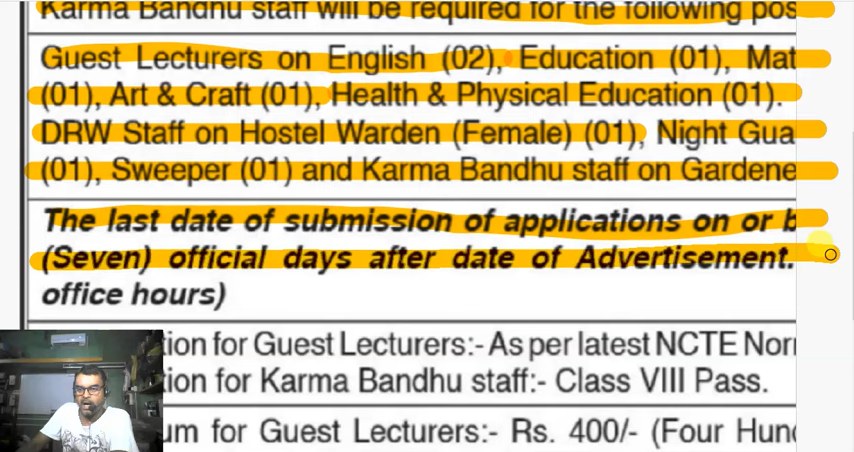 Karma Bandhu staff will be required for the following pos
Guest Lecturers on English (02), Education (01), Mat
(01), Art & Craft (01), Health & Physical Education (01).
DRW Staff on Hostel Warden (Female) (01), Night Gua
(01), Sweeper (01) and Karma Bandhu staff on Gardene
The last date of submission of applications on or b
(Seven) official days after date of Advertisement.
office hours)
tion for Guest Lecturers:- As per latest NCTE Nor
tion for Karma Bandhu staff:- Class VIII Pass.
um for Guest Lecturers:- Rs. 400/- (Four Hun